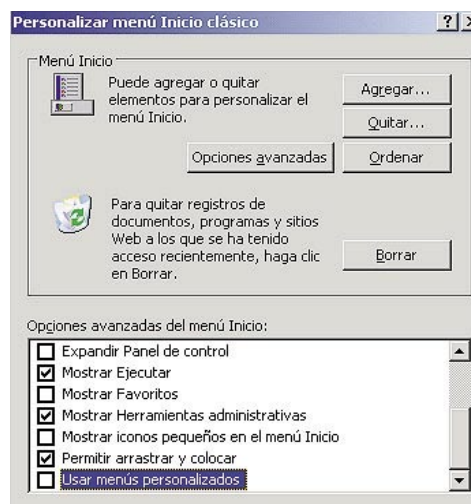 Personalizar menú Inicio clásico
Menú Inicio
Puede agregar o quitar
elementos para personalizar el
menú Inicio.
Agregar...
Quitar...
Opciones avanzadas
Ordenar
Para quitar registros de
documentos, programas y sitios
Web a los que se ha tenido
acceso recientemente, haga clic
en Borrar.
Borrar
Opciones avanzadas del menú Inicio:
Expandir Panel de control
Mostrar Ejecutar
Mostrar Favoritos
Mostrar Herramientas administrativas
Mostrar iconos pequeños en el menú Inicio
Permitir arrastrar y colocar
Usar menús personalizados